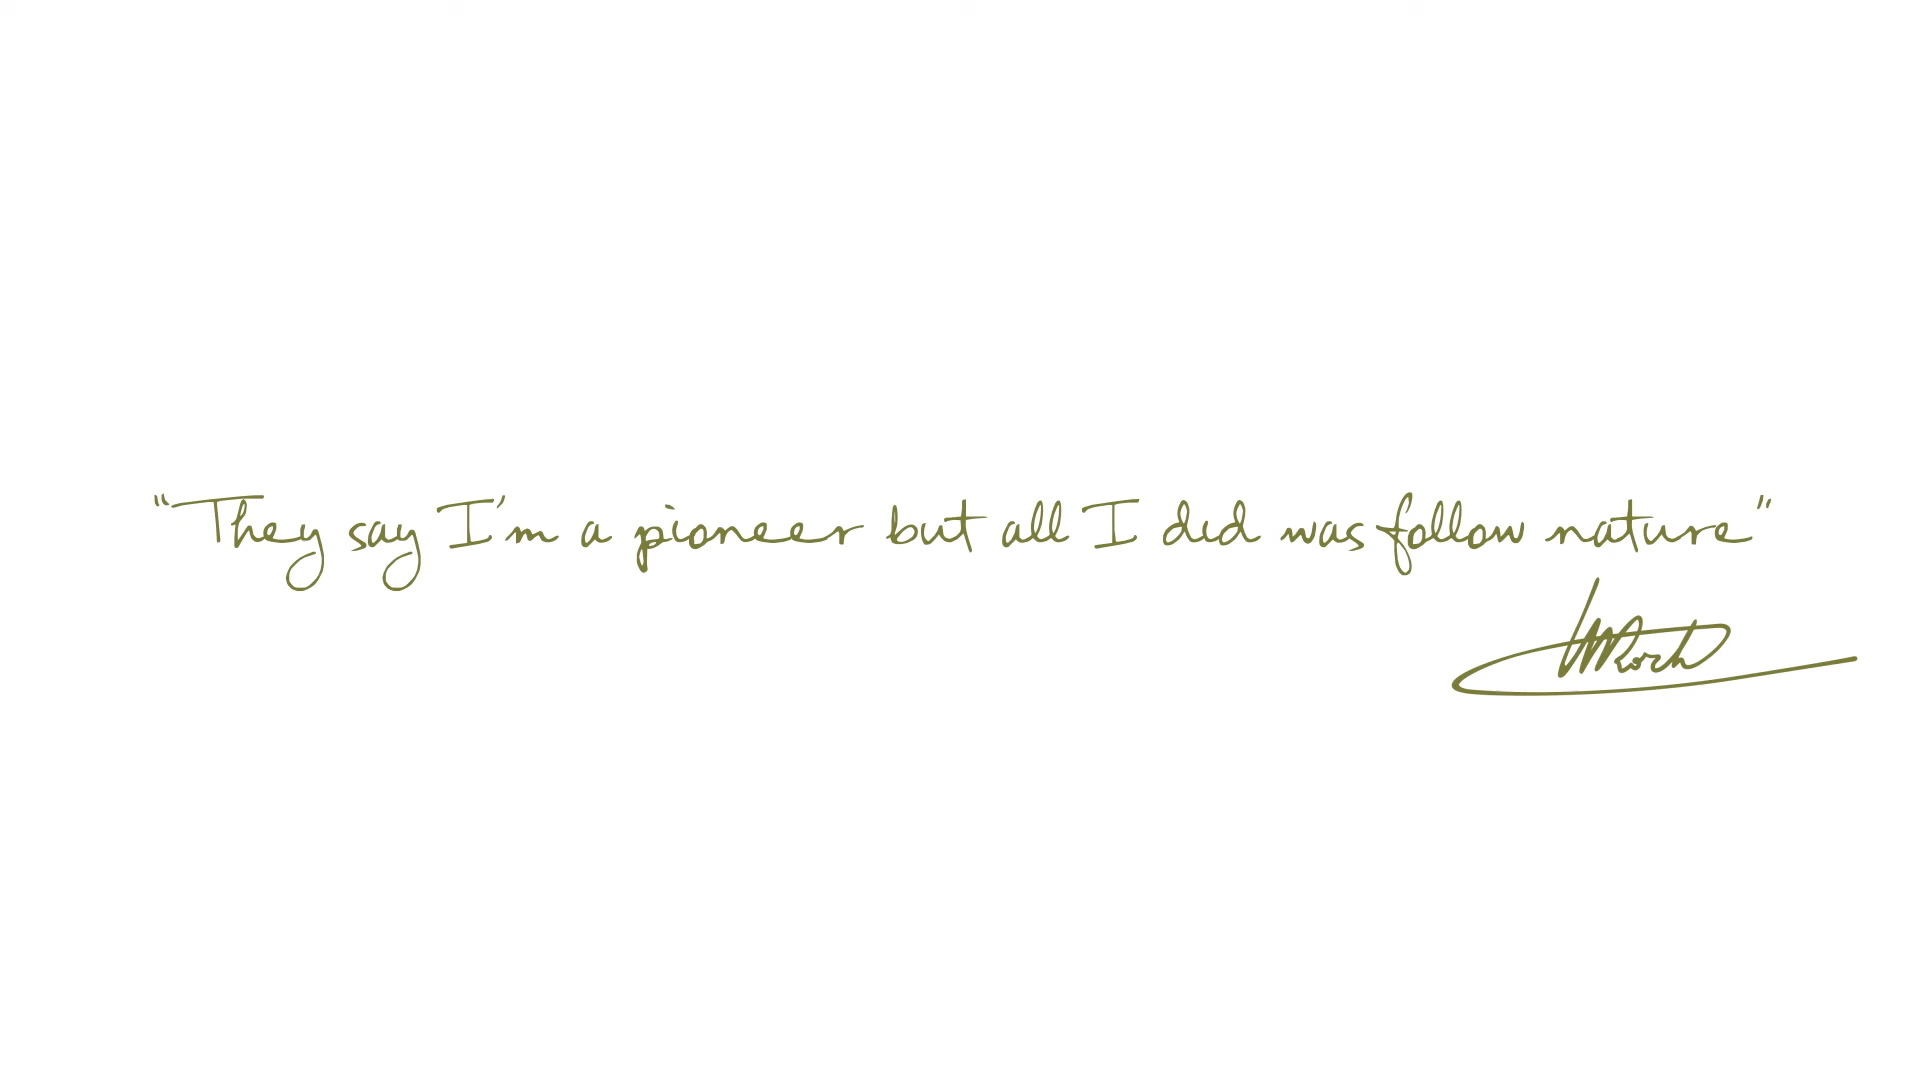 “They say I'm a pioneer but all I did was follow nature”